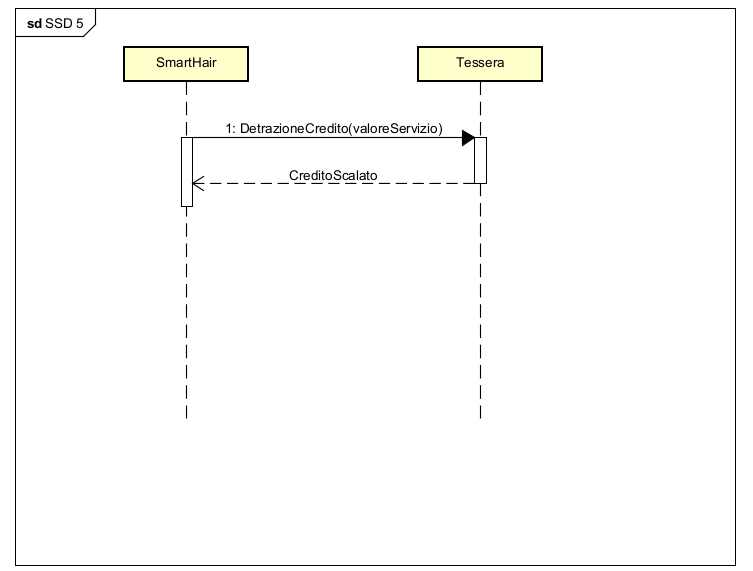 sd SSD 5
SmartHair
Tessera
1: DetrazioneCredito(valoreServizio)
CreditoScalato